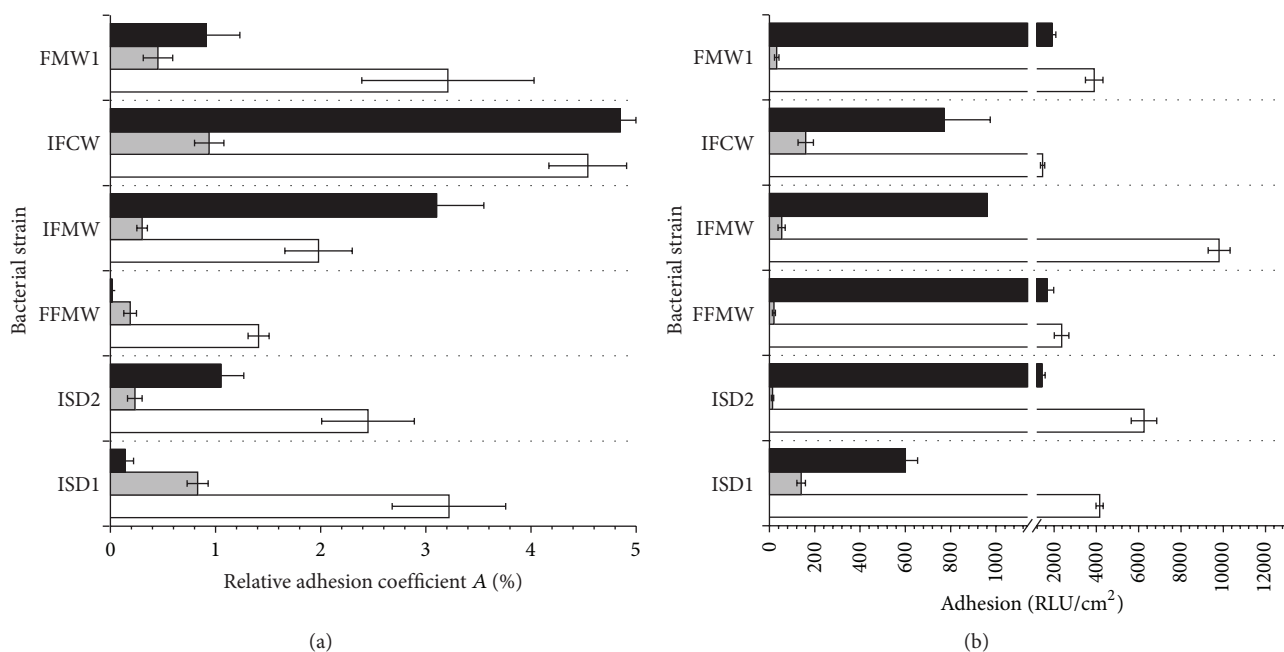 FMW1
IFCW
IFMW
FFMW
ISD2
ISD1
Bacterial strain
0 1 2 3 4 5
Relative adhesion coefficient A (%)
(a)
FMW1
IFCW
IFMW
FFMW
ISD2
ISD1
Bacterial strain
0 200 400 600 800 1000 2000 4000 6000 8000 10000 12000
Adhesion (RLU/cm²)
(b)